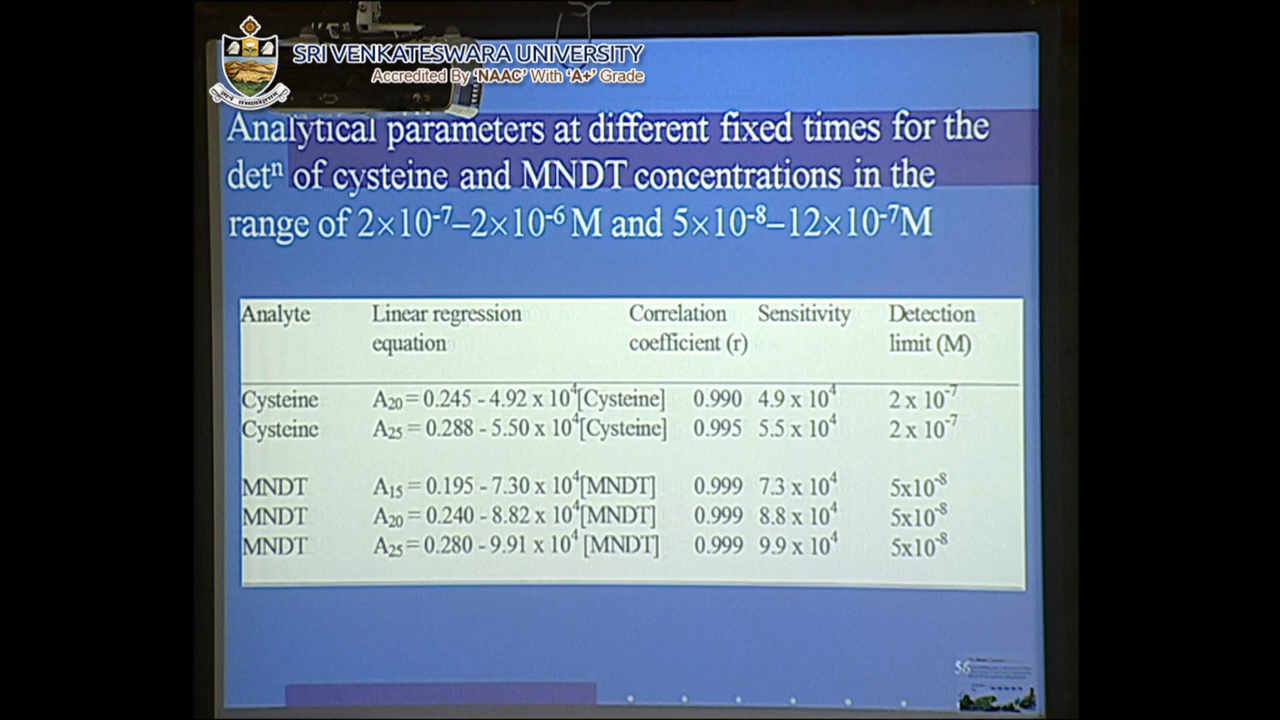 SRI VENKATESWARA UNIVERSITY
Accredited By 'NAAC' With 'A+' Grade
Analytical parameters at different fixed times for the
detⁿ of cysteine and MNDT concentrations in the
range of 2×10⁻⁷–2×10⁻⁶ M and 5×10⁻⁸–12×10⁻⁷M
Analyte Linear regression equation Correlation coefficient (r) Sensitivity Detection limit (M)
Cysteine A₂₀ = 0.245 - 4.92 x 10⁴[Cysteine] 0.990 4.9 x 10⁴ 2 x 10⁻⁷
Cysteine A₂₅ = 0.288 - 5.50 x 10⁴[Cysteine] 0.995 5.5 x 10⁴ 2 x 10⁻⁷
MNDT A₁₅ = 0.195 - 7.30 x 10⁴[MNDT] 0.999 7.3 x 10⁴ 5x10⁻⁸
MNDT A₂₀ = 0.240 - 8.82 x 10⁴[MNDT] 0.999 8.8 x 10⁴ 5x10⁻⁸
MNDT A₂₅ = 0.280 - 9.91 x 10⁴ [MNDT] 0.999 9.9 x 10⁴ 5x10⁻⁸
56